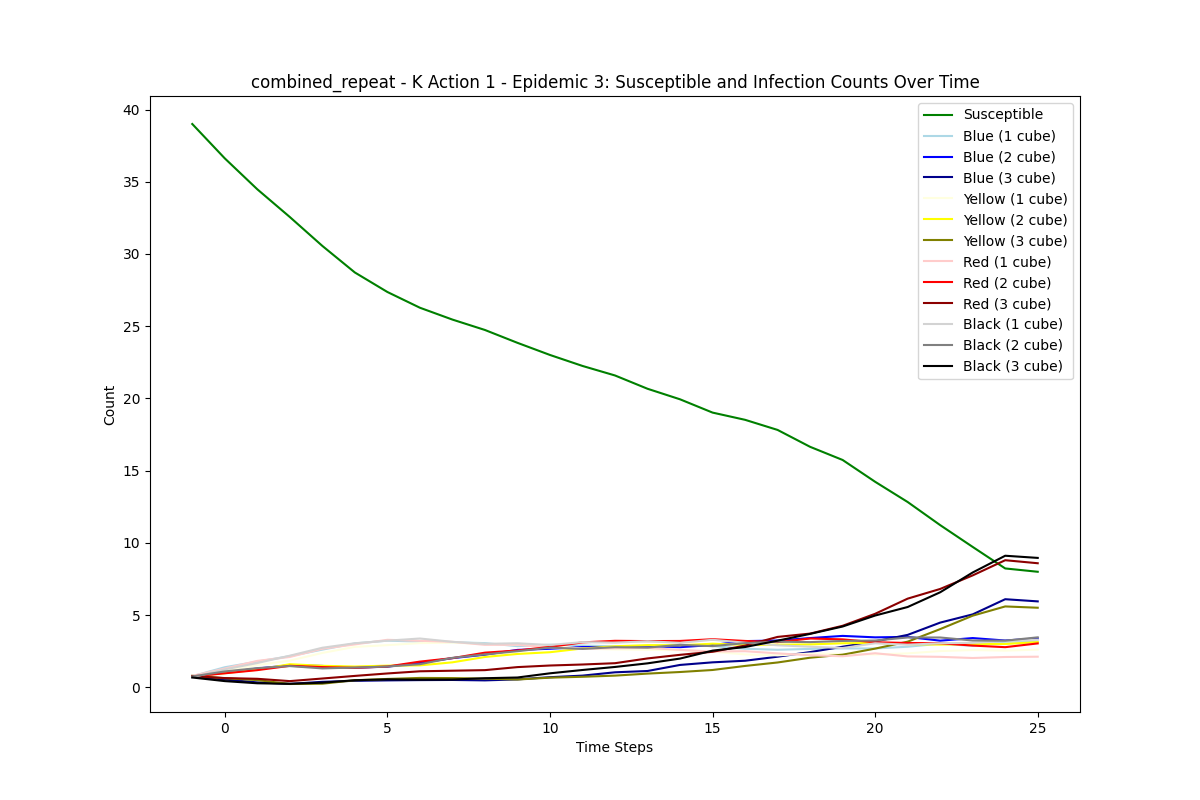 combined_repeat - K Action 1 - Epidemic 3: Susceptible and Infection Counts Over Time
40
35
30
25
20
15
10
5
0
Count
Susceptible
Blue (1 cube)
Blue (2 cube)
Blue (3 cube)
Yellow (1 cube)
Yellow (2 cube)
Yellow (3 cube)
Red (1 cube)
Red (2 cube)
Red (3 cube)
Black (1 cube)
Black (2 cube)
Black (3 cube)
0 5 10 15 20 25
Time Steps